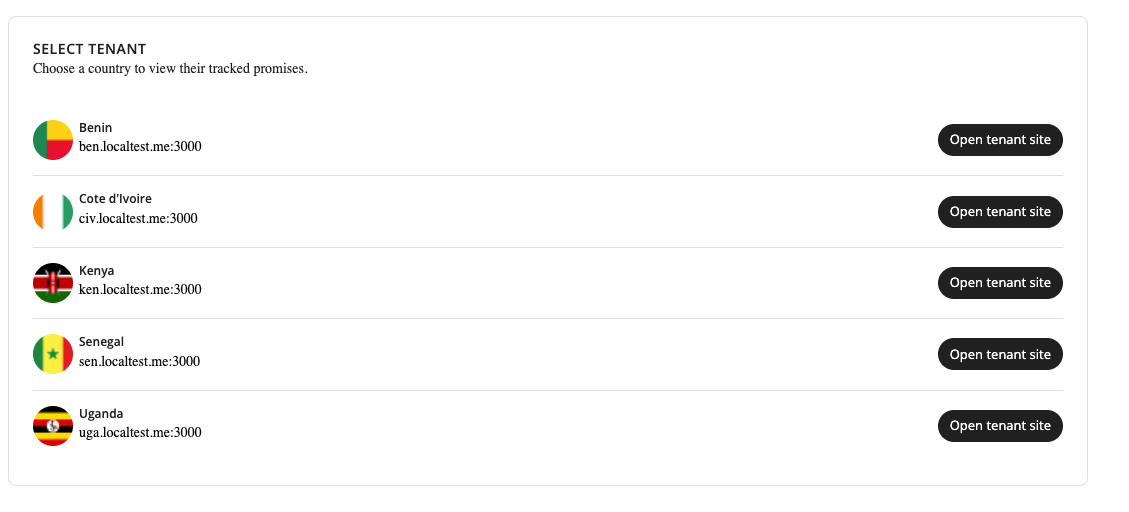 SELECT TENANT
Choose a country to view their tracked promises.
Benin
ben.localtest.me:3000
Open tenant site
Cote d'Ivoire
civ.localtest.me:3000
Open tenant site
Kenya
ken.localtest.me:3000
Open tenant site
Senegal
sen.localtest.me:3000
Open tenant site
Uganda
uga.localtest.me:3000
Open tenant site